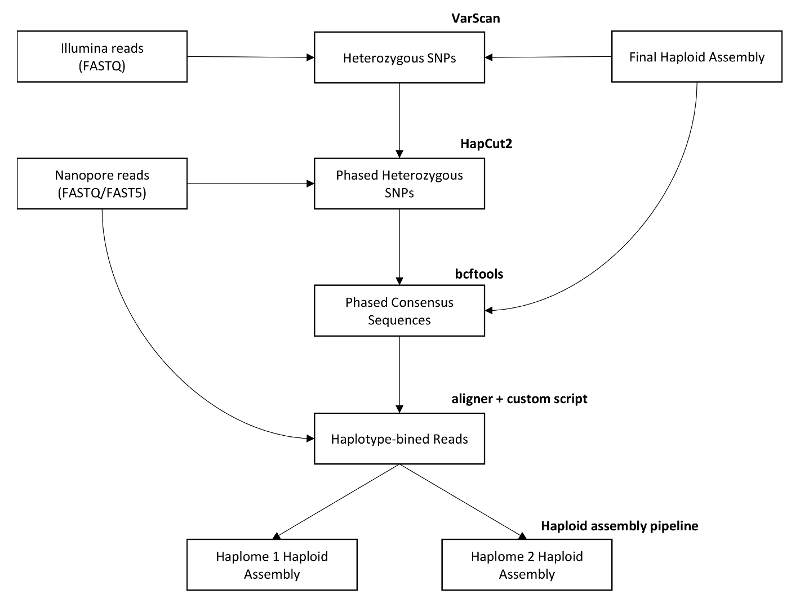 VarScan
Illumina reads
(FASTQ)
Heterozygous SNPs
Final Haploid Assembly
HapCut2
Nanopore reads
(FASTQ/FAST5)
Phased Heterozygous
SNPs
bcftools
Phased Consensus
Sequences
aligner + custom script
Haplotype-bined Reads
Haploid assembly pipeline
Haplome 1 Haploid
Assembly
Haplome 2 Haploid
Assembly